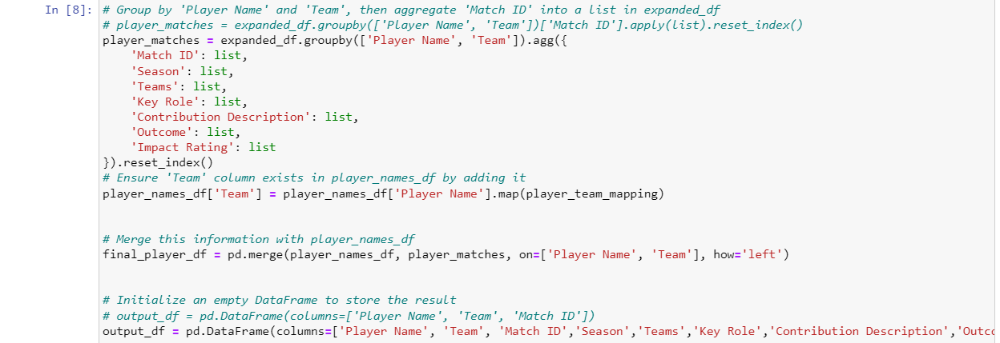 In [8]: # Group by 'Player Name' and 'Team', then aggregate 'Match ID' into a list in expanded_df
# player_matches = expanded_df.groupby(['Player Name', 'Team'])['Match ID'].apply(list).reset_index()
player_matches = expanded_df.groupby(['Player Name', 'Team']).agg({
    'Match ID': list,
    'Season': list,
    'Teams': list,
    'Key Role': list,
    'Contribution Description': list,
    'Outcome': list,
    'Impact Rating': list
}).reset_index()
# Ensure 'Team' column exists in player_names_df by adding it
player_names_df['Team'] = player_names_df['Player Name'].map(player_team_mapping)
# Merge this information with player_names_df
final_player_df = pd.merge(player_names_df, player_matches, on=['Player Name', 'Team'], how='left')
# Initialize an empty DataFrame to store the result
# output_df = pd.DataFrame(columns=['Player Name', 'Team', 'Match ID'])
output_df = pd.DataFrame(columns=['Player Name', 'Team', 'Match ID','Season','Teams','Key Role','Contribution Description',